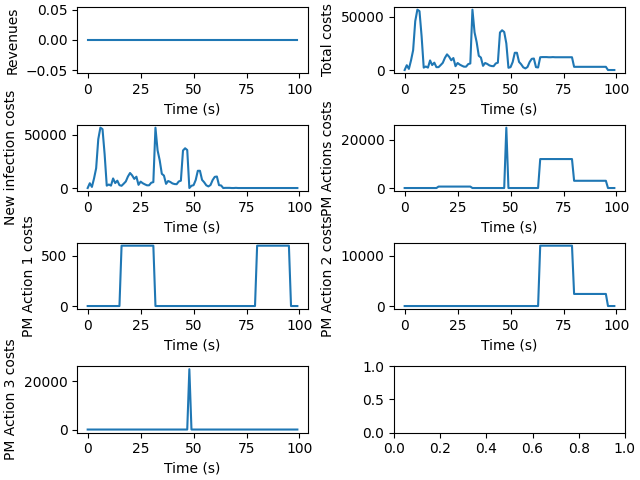 Revenues
0.05
0.00
−0.05
0 25 50 75 100
Time (s)
Total costs
50000
0
0 25 50 75 100
Time (s)
New infection costs
50000
0
0 25 50 75 100
Time (s)
PM Actions costs
20000
0
0 25 50 75 100
Time (s)
PM Action 1 costs
500
0
0 25 50 75 100
Time (s)
PM Action 2 costs
10000
0
0 25 50 75 100
Time (s)
PM Action 3 costs
20000
0
0 25 50 75 100
Time (s)
1.0
0.5
0.0
0.0 0.2 0.4 0.6 0.8 1.0